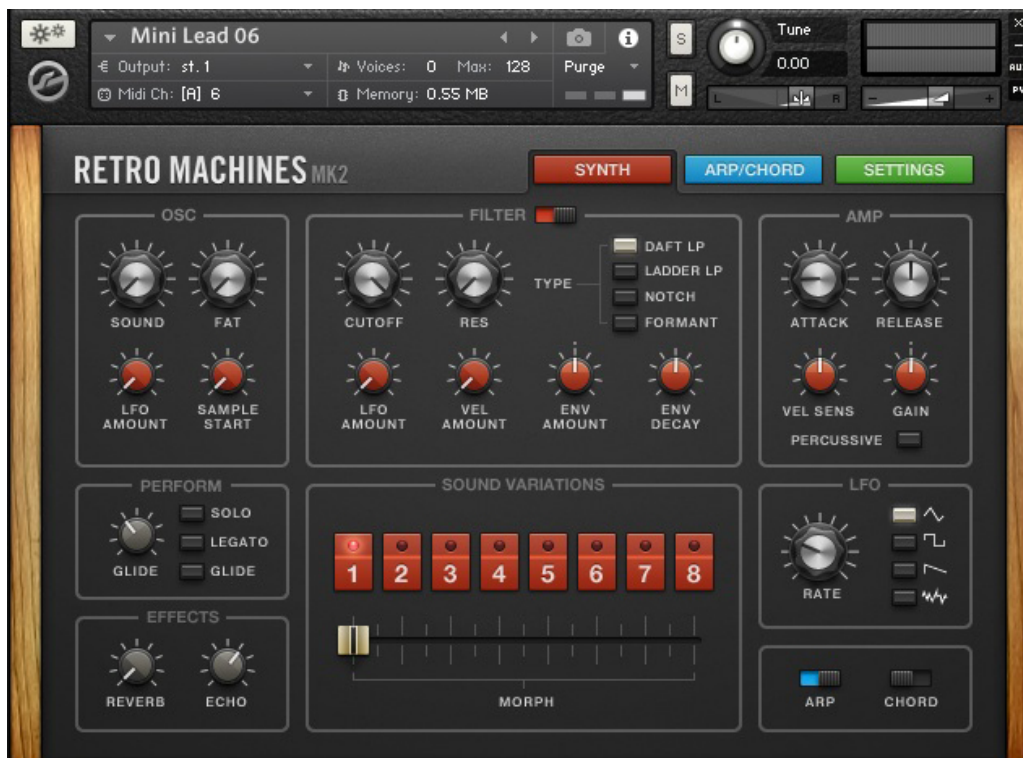 Mini Lead 06
Output: st.1
Voices: 0 Max: 128
Purge
Midi Ch: [A] 6
Memory: 0.55 MB
S
M
Tune
0.00
L
R
AUX
PV
RETRO MACHINES MK2
SYNTH
ARP/CHORD
SETTINGS
OSC
SOUND
FAT
LFO AMOUNT
SAMPLE START
FILTER
CUTOFF
RES
TYPE
DAFT LP
LADDER LP
NOTCH
FORMANT
LFO AMOUNT
VEL AMOUNT
ENV AMOUNT
ENV DECAY
AMP
ATTACK
RELEASE
VEL SENS
GAIN
PERCUSSIVE
PERFORM
GLIDE
SOLO
LEGATO
GLIDE
SOUND VARIATIONS
1 2 3 4 5 6 7 8
MORPH
LFO
RATE
EFFECTS
REVERB
ECHO
ARP
CHORD